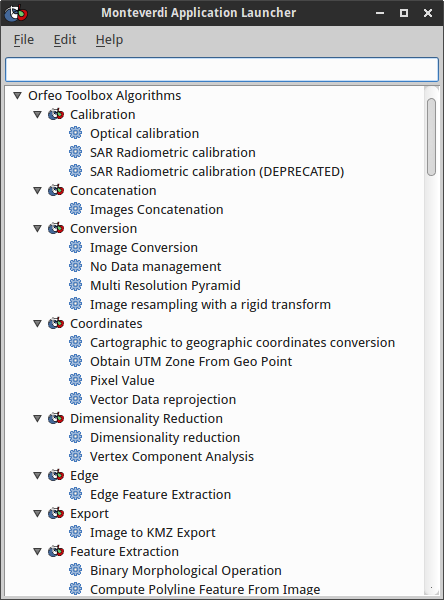 Monteverdi Application Launcher
File Edit Help
Orfeo Toolbox Algorithms
Calibration
Optical calibration
SAR Radiometric calibration
SAR Radiometric calibration (DEPRECATED)
Concatenation
Images Concatenation
Conversion
Image Conversion
No Data management
Multi Resolution Pyramid
Image resampling with a rigid transform
Coordinates
Cartographic to geographic coordinates conversion
Obtain UTM Zone From Geo Point
Pixel Value
Vector Data reprojection
Dimensionality Reduction
Dimensionality reduction
Vertex Component Analysis
Edge
Edge Feature Extraction
Export
Image to KMZ Export
Feature Extraction
Binary Morphological Operation
Compute Polyline Feature From Image